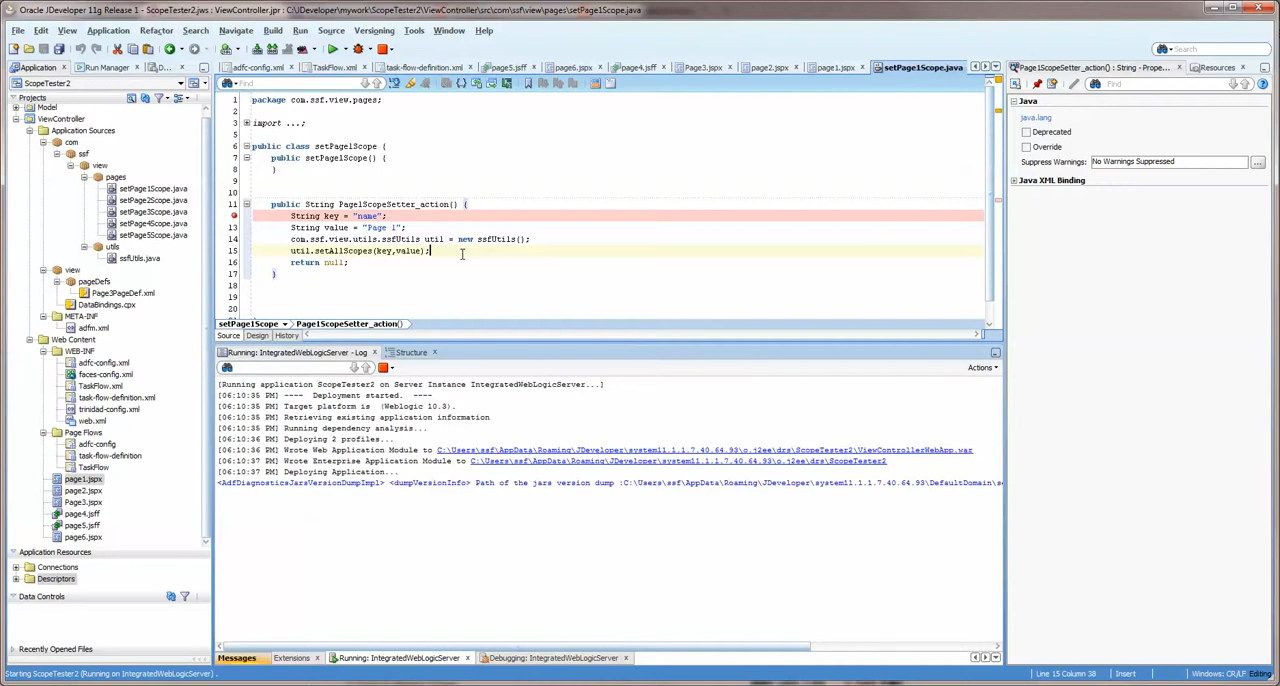 Oracle JDeveloper 11g Release 1 - ScopeTester2.jws : ViewController.jpr : C:\JDeveloper\mywork\ScopeTester2\ViewController\src\com\ssf\view\pages\setPage1Scope.java
File Edit View Application Refactor Search Navigate Build Run Source Versioning Tools Window Help
Search
Application Run Manager D...
adfc-config.xml TaskFlow.xml task-flow-definition.xml page5.jsff page6.jspx page4.jsff Page3.jspx page2.jspx page1.jspx setPage1Scope.java
Page1ScopeSetter_action() : String - Prope... Resources
ScopeTester2
Find
Find
Projects
Model
ViewController
Application Sources
com
ssf
view
pages
setPage1Scope.java
setPage2Scope.java
setPage3Scope.java
setPage4Scope.java
setPage5Scope.java
utils
ssfUtils.java
view
pageDefs
Page3PageDef.xml
DataBindings.cpx
META-INF
adfm.xml
Web Content
WEB-INF
adfc-config.xml
faces-config.xml
TaskFlow.xml
task-flow-definition.xml
trinidad-config.xml
web.xml
Page Flows
adfc-config
task-flow-definition
TaskFlow
page1.jspx
page2.jspx
Page3.jspx
page4.jsff
page5.jsff
page6.jspx
Application Resources
Connections
Descriptors
Data Controls
Recently Opened Files
1 package com.ssf.view.pages;
2
3 import ...;
6 public class setPage1Scope {
7 public setPage1Scope() {
8 }
9
10
11 public String Page1ScopeSetter_action() {
String key = "name";
13 String value = "Page 1";
14 com.ssf.view.utils.ssfUtils util = new ssfUtils();
15 util.setAllScopes(key,value);
16 return null;
17 }
18
19
20
setPage1Scope Page1ScopeSetter_action()
Source Design History
Java
java.lang
Deprecated
Override
Suppress Warnings: No Warnings Suppressed ...
Java XML Binding
Running: IntegratedWebLogicServer - Log Structure
Actions
[Running application ScopeTester2 on Server Instance IntegratedWebLogicServer...]
[06:10:35 PM] ---- Deployment started. ----
[06:10:35 PM] Target platform is (Weblogic 10.3).
[06:10:35 PM] Retrieving existing application information
[06:10:35 PM] Running dependency analysis...
[06:10:36 PM] Deploying 2 profiles...
[06:10:36 PM] Wrote Web Application Module to C:\Users\ssf\AppData\Roaming\JDeveloper\system11.1.1.7.40.64.93\o.j2ee\drs\ScopeTester2\ViewControllerWebApp.war
[06:10:37 PM] Wrote Enterprise Application Module to C:\Users\ssf\AppData\Roaming\JDeveloper\system11.1.1.7.40.64.93\o.j2ee\drs\ScopeTester2
[06:10:37 PM] Deploying Application...
<AdfDiagnosticsJarsVersionDumpImpl> <dumpVersionInfo> Path of the jars version dump :C:\Users\ssf\AppData\Roaming\JDeveloper\system11.1.1.7.40.64.93\DefaultDomain\se
Messages Extensions Running: IntegratedWebLogicServer Debugging: IntegratedWebLogicServer
Starting ScopeTester2 (Running on IntegratedWebLogicServer) . Line 15 Column 38 Insert Windows: CR/LF Editing